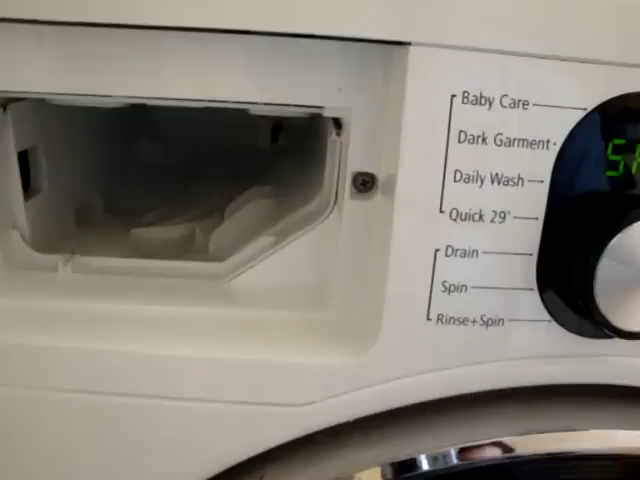 Baby Care
Dark Garment
Daily Wash
Quick 29'
Drain
Spin
Rinse+Spin